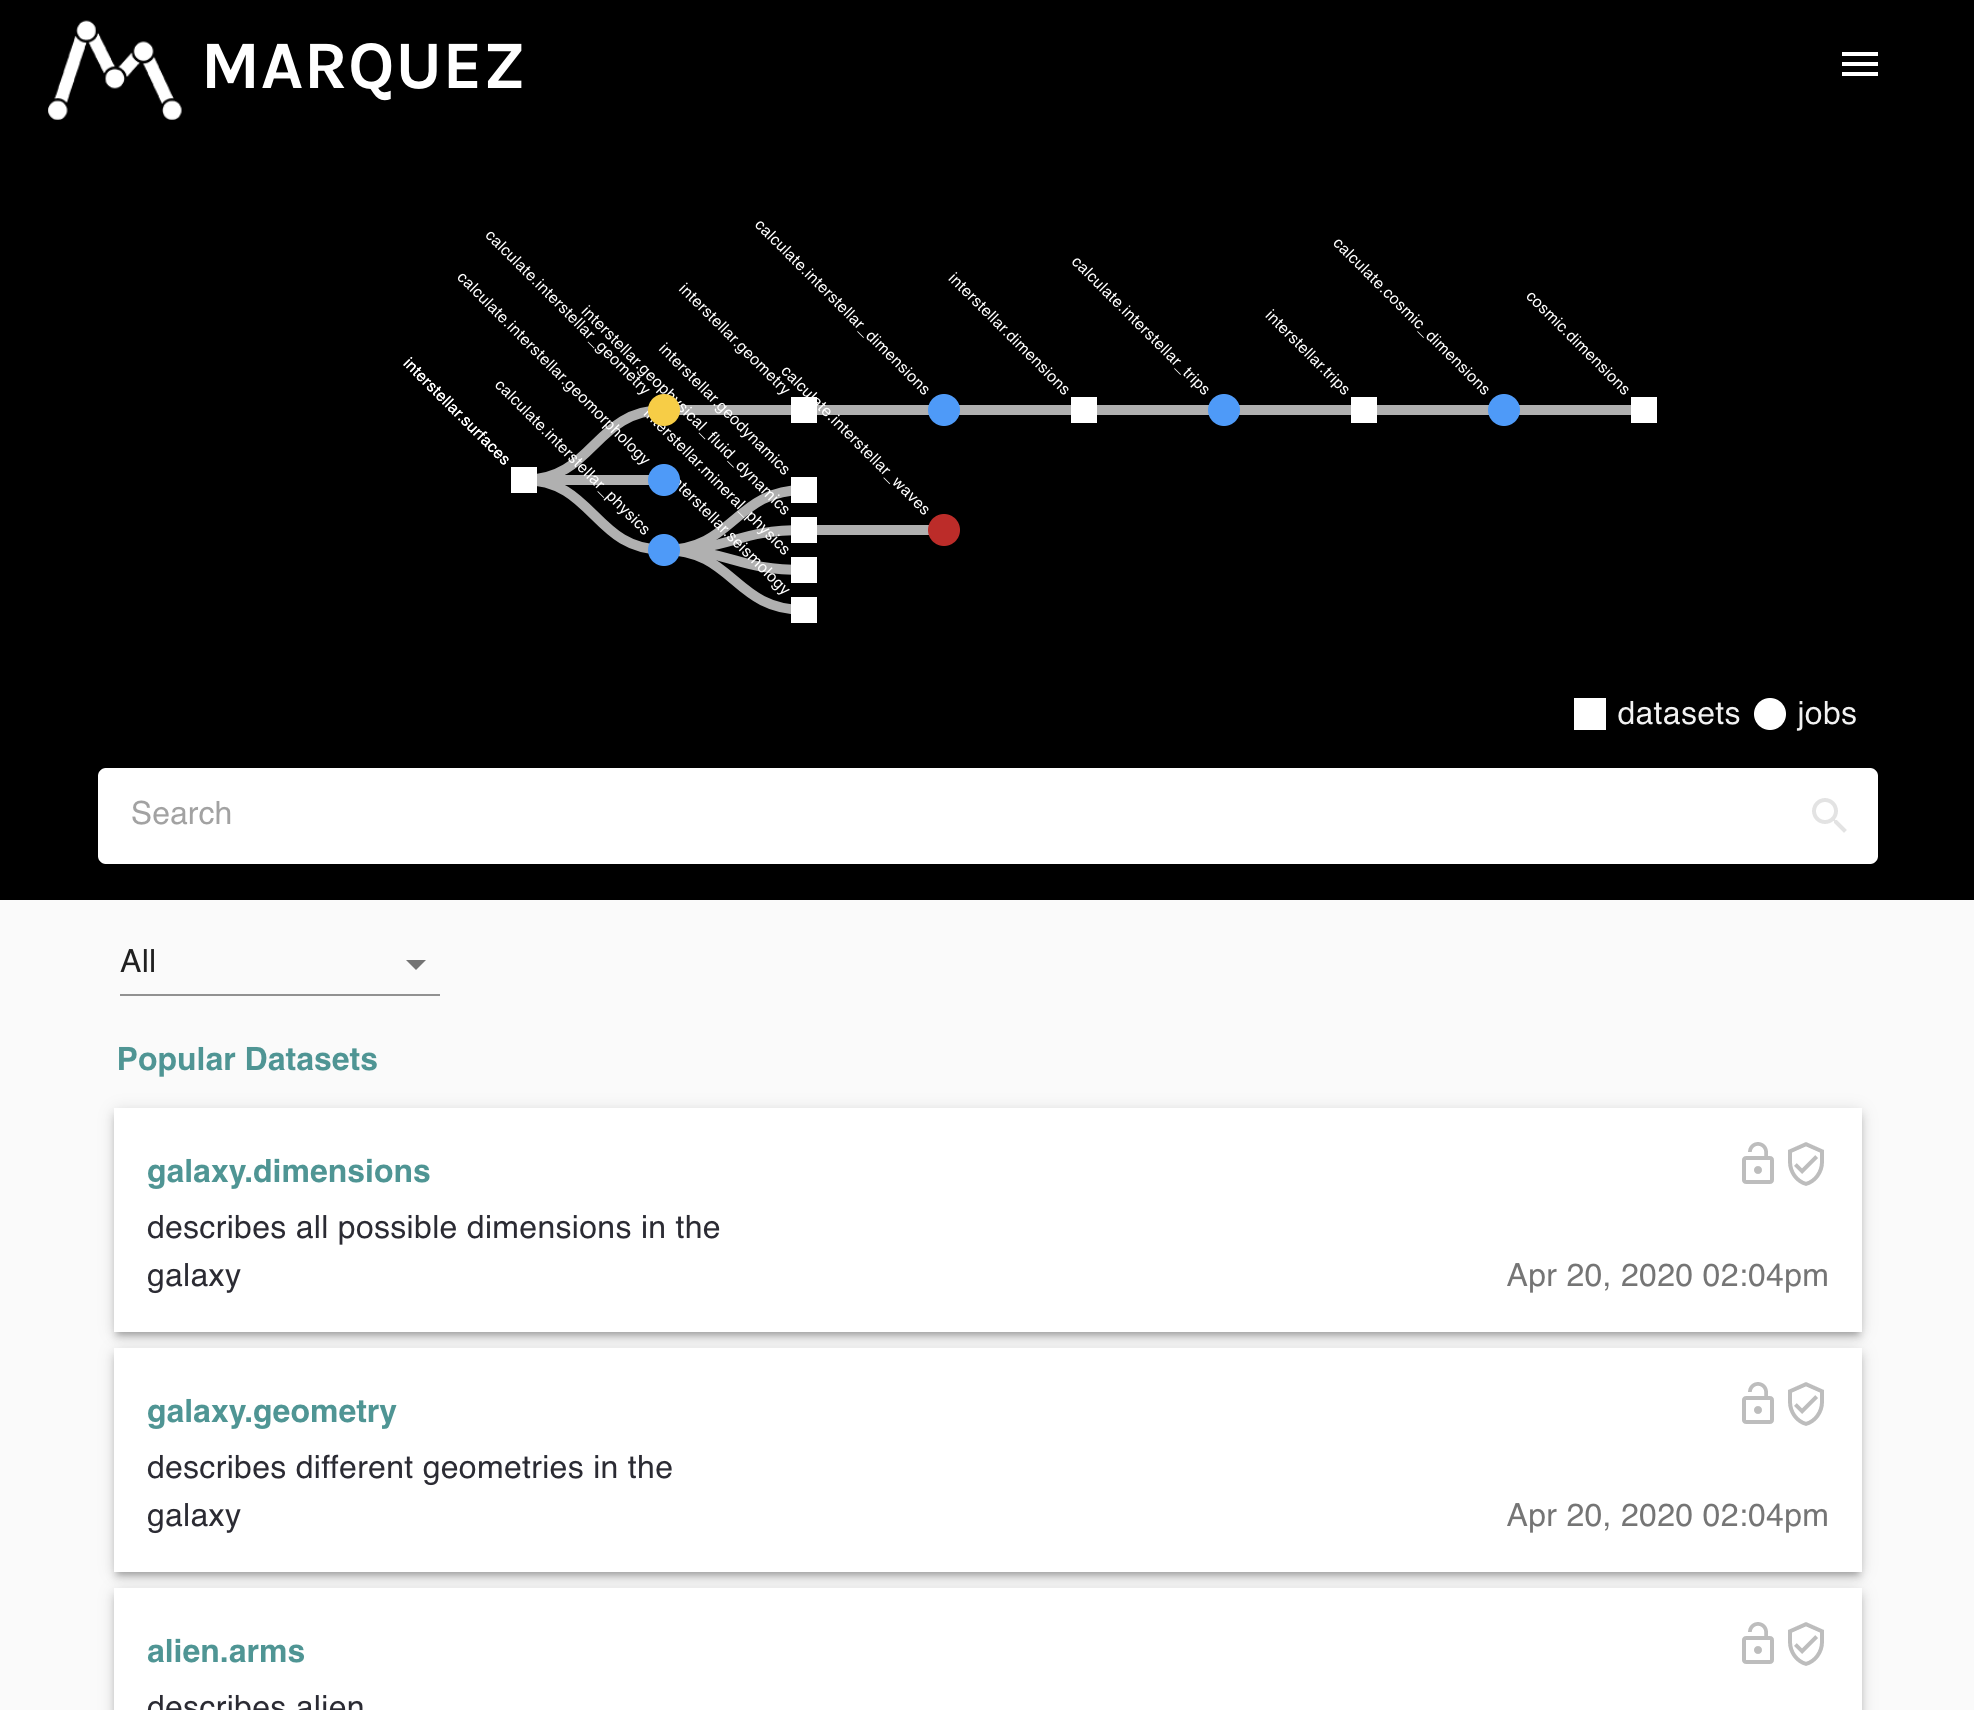 MARQUEZ
calculate.interstellar_geometry
calculate.interstellar.geomorphology
interstellar.surfaces
calculate.interstellar_physics
interstellar.geophysical_fluid_dynamics
interstellar.geometry
interstellar.geodynamics
interstellar.mineral_physics
interstellar.seismology
calculate.interstellar_waves
calculate.interstellar_dimensions
interstellar.dimensions
calculate.interstellar_trips
interstellar.trips
calculate.cosmic_dimensions
cosmic.dimensions
datasets jobs
Search
All
Popular Datasets
galaxy.dimensions
describes all possible dimensions in the
galaxy
Apr 20, 2020 02:04pm
galaxy.geometry
describes different geometries in the
galaxy
Apr 20, 2020 02:04pm
alien.arms
describes alien